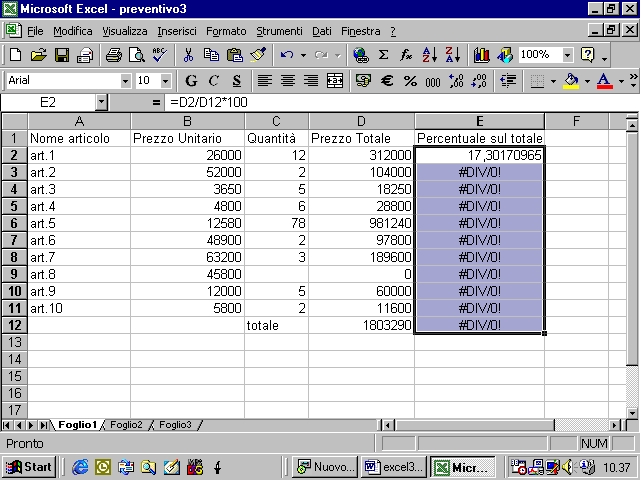 Microsoft Excel - preventivo3
File Modifica Visualizza Inserisci Formato Strumenti Dati Finestra ?
100%
Arial 10 G C S € % 000
E2 = =D2/D12*100
A B C D E F
1 Nome articolo Prezzo Unitario Quantità Prezzo Totale Percentuale sul totale
2 art.1 26000 12 312000 17,30170965
3 art.2 52000 2 104000 #DIV/0!
4 art.3 3650 5 18250 #DIV/0!
5 art.4 4800 6 28800 #DIV/0!
6 art.5 12580 78 981240 #DIV/0!
7 art.6 48900 2 97800 #DIV/0!
8 art.7 63200 3 189600 #DIV/0!
9 art.8 45800 0 #DIV/0!
10 art.9 12000 5 60000 #DIV/0!
11 art.10 5800 2 11600 #DIV/0!
12 totale 1803290 #DIV/0!
13
14
15
16
17
Foglio1 Foglio2 Foglio3
Pronto NUM
Start Nuovo... excel3... Micr... 10.37